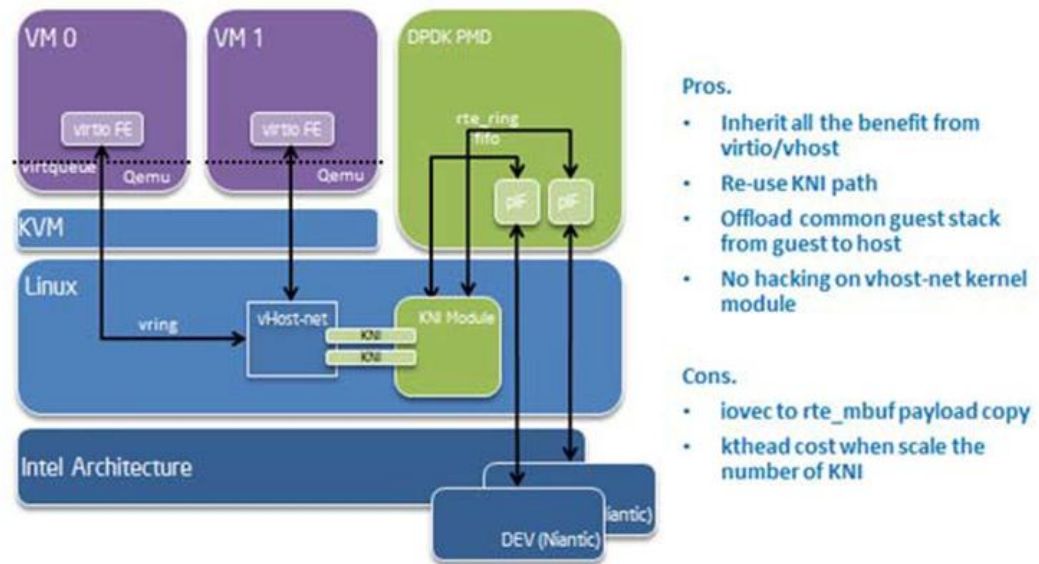 VM 0
VM 1
DPDK PMD
virtio FE
virtio FE
rte_ring
fifo
virtqueue
Qemu
Qemu
pIF
pIF
KVM
Linux
vring
vHost-net
KNI
KNI
KNI Module
Intel Architecture
iantic)
DEV (Niantic)
Pros.
• Inherit all the benefit from
virtio/vhost
• Re-use KNI path
• Offload common guest stack
from guest to host
• No hacking on vhost-net kernel
module
Cons.
• iovec to rte_mbuf payload copy
• kthead cost when scale the
number of KNI